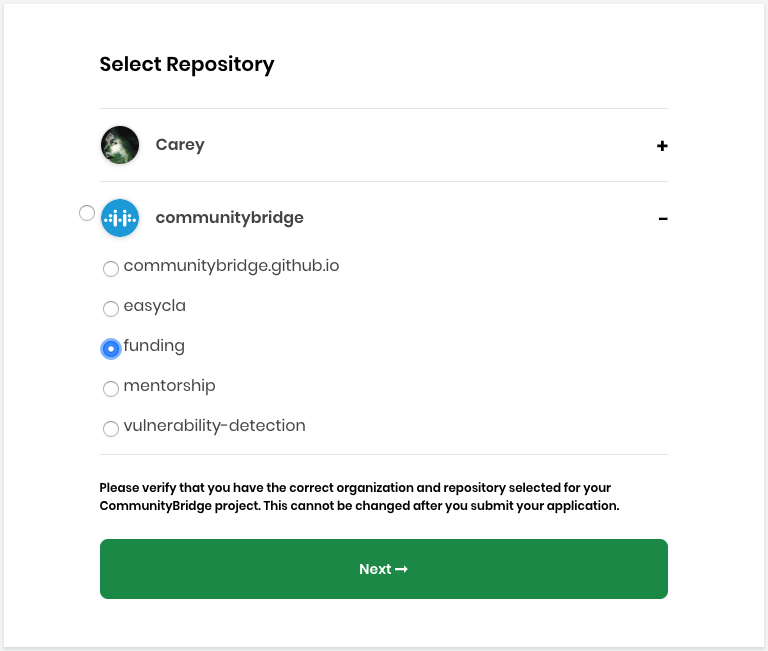 Select Repository
Carey
communitybridge
communitybridge.github.io
easycla
funding
mentorship
vulnerability-detection
Please verify that you have the correct organization and repository selected for your
CommunityBridge project. This cannot be changed after you submit your application.
Next →